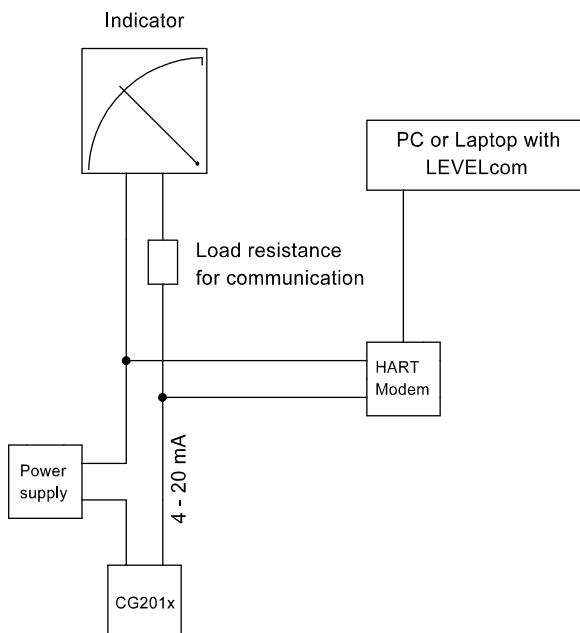 Indicator
PC or Laptop with
LEVELcom
Load resistance
for communication
HART
Modem
Power
supply
4 - 20 mA
CG201x